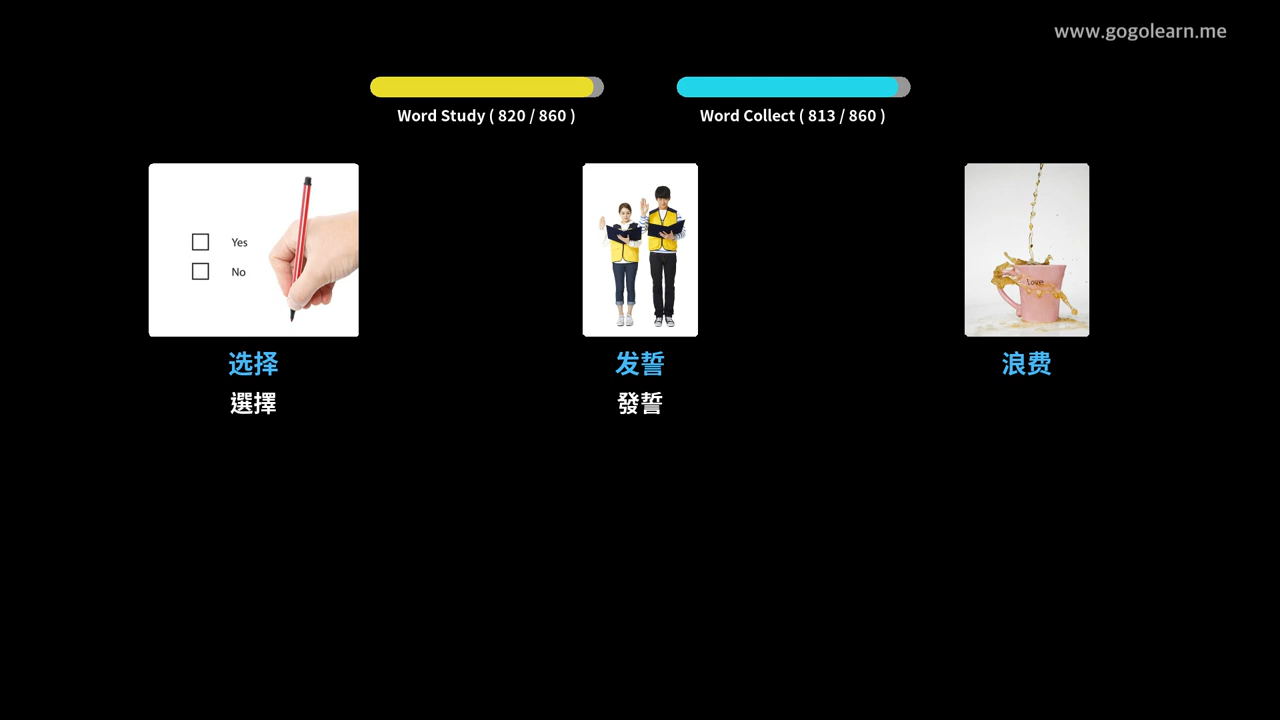 www.gogolearn.me
Word Study ( 820 / 860 )
Word Collect ( 813 / 860 )
Yes
No
Love
选择
發誓
浪费
選擇
發誓